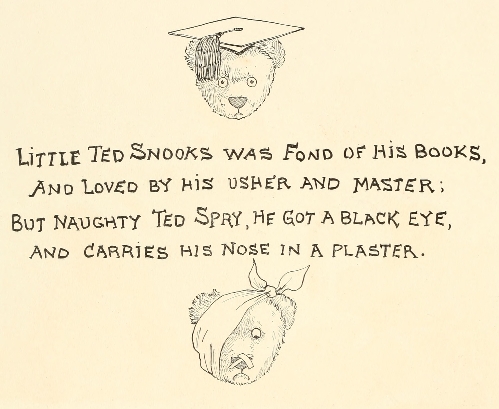 Little Ted Snooks was Fond of His Books,
And Loved by His Usher and Master;
But Naughty Ted Spry, He Got a Black Eye,
And Carries His Nose in a Plaster.